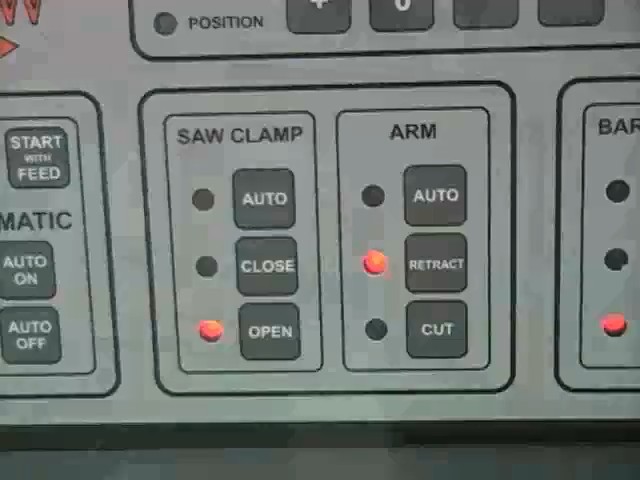 POSITION
0
START
WITH
FEED
MATIC
AUTO
ON
AUTO
OFF
SAW CLAMP
AUTO
CLOSE
OPEN
ARM
AUTO
RETRACT
CUT
BAR